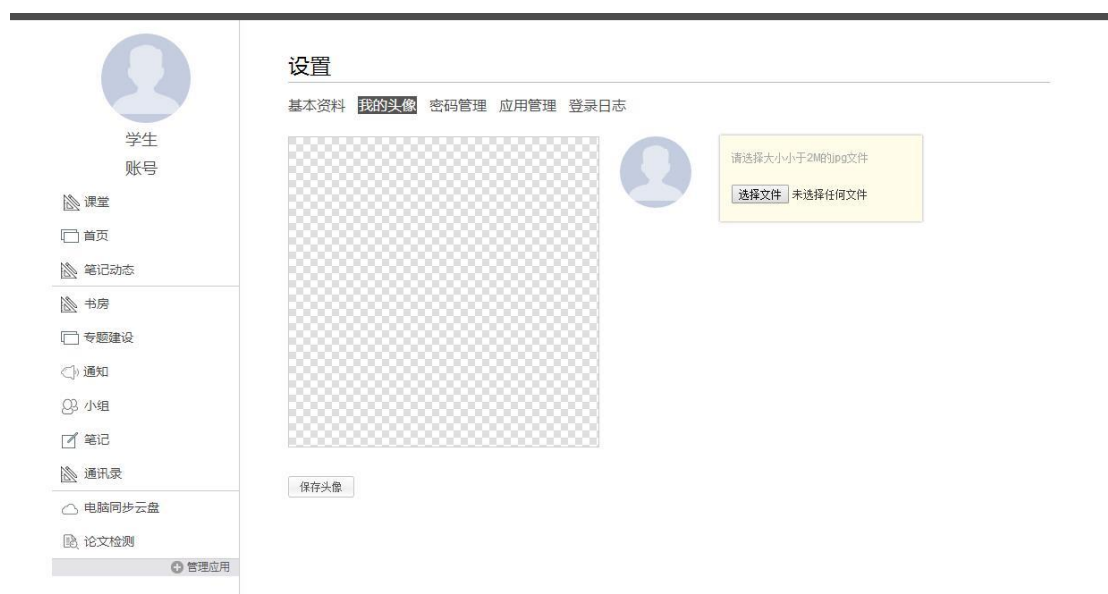 学生
账号
课堂
首页
笔记动态
书房
专题建设
通知
小组
笔记
通讯录
电脑同步云盘
论文检测
管理应用
设置
基本资料 我的头像 密码管理 应用管理 登录日志
请选择大小小于2M的jpg文件
选择文件 未选择任何文件
保存头像